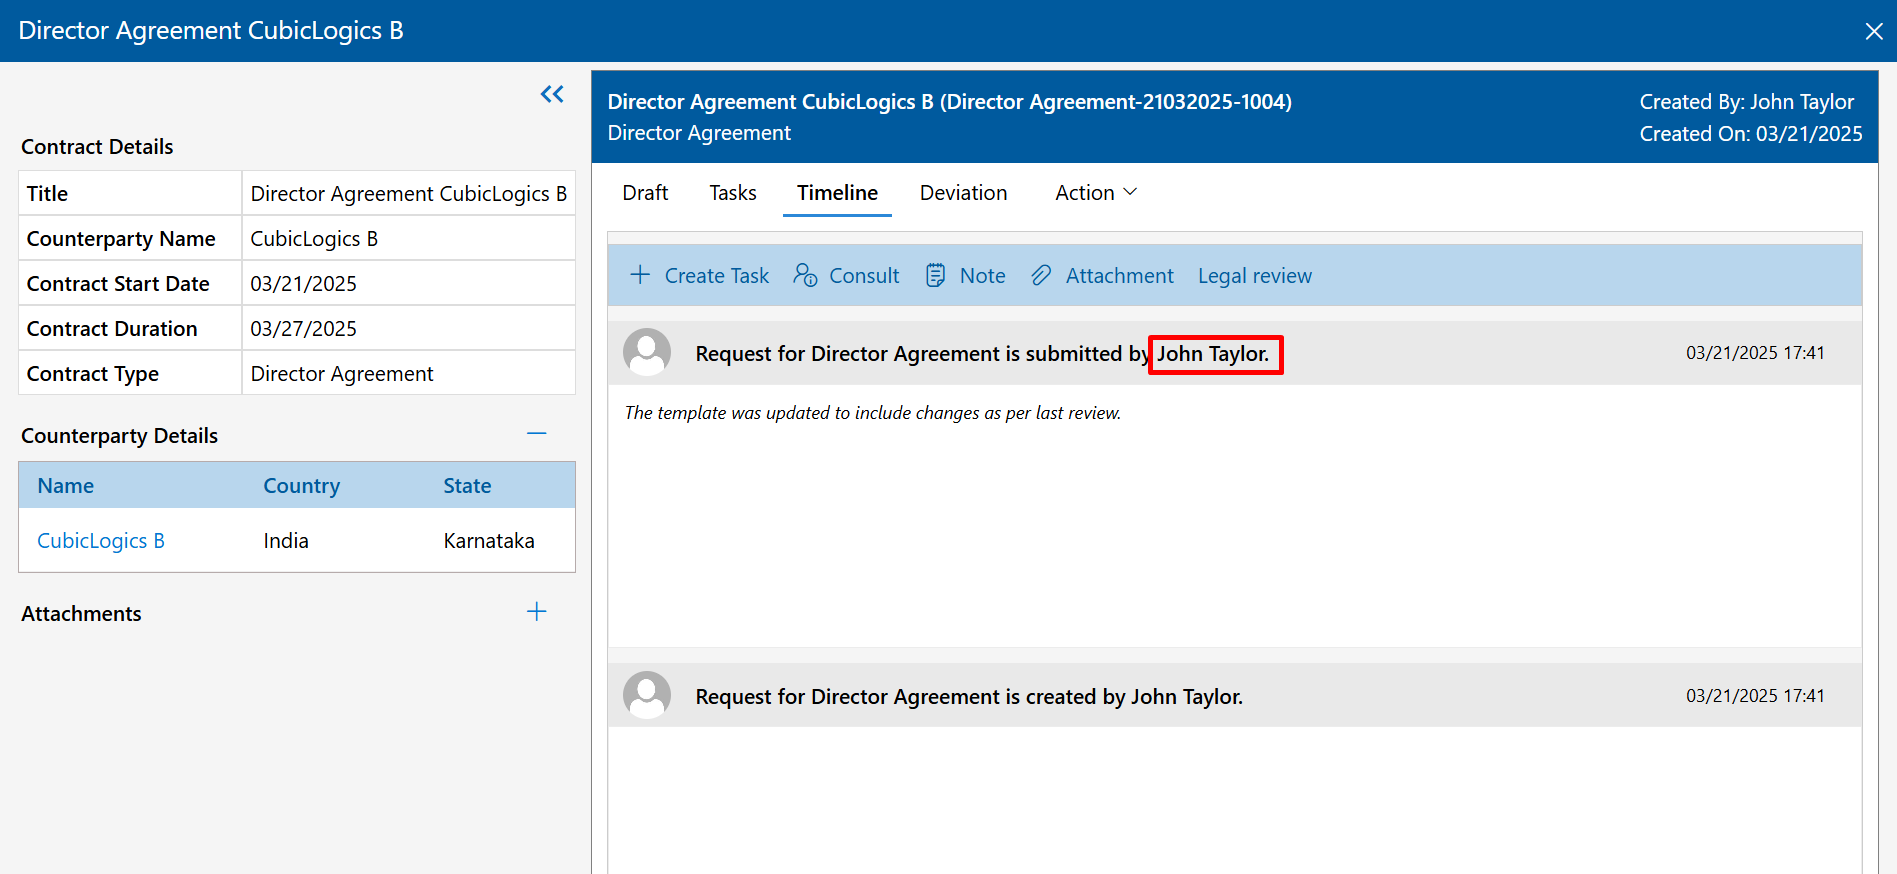 Director Agreement CubicLogics B
Contract Details
Title Director Agreement CubicLogics B
Counterparty Name CubicLogics B
Contract Start Date 03/21/2025
Contract Duration 03/27/2025
Contract Type Director Agreement
Counterparty Details
Name Country State
CubicLogics B India Karnataka
Attachments
Director Agreement CubicLogics B (Director Agreement-21032025-1004)
Director Agreement
Created By: John Taylor
Created On: 03/21/2025
Draft Tasks Timeline Deviation Action
Create Task Consult Note Attachment Legal review
Request for Director Agreement is submitted by John Taylor. 03/21/2025 17:41
The template was updated to include changes as per last review.
Request for Director Agreement is created by John Taylor. 03/21/2025 17:41